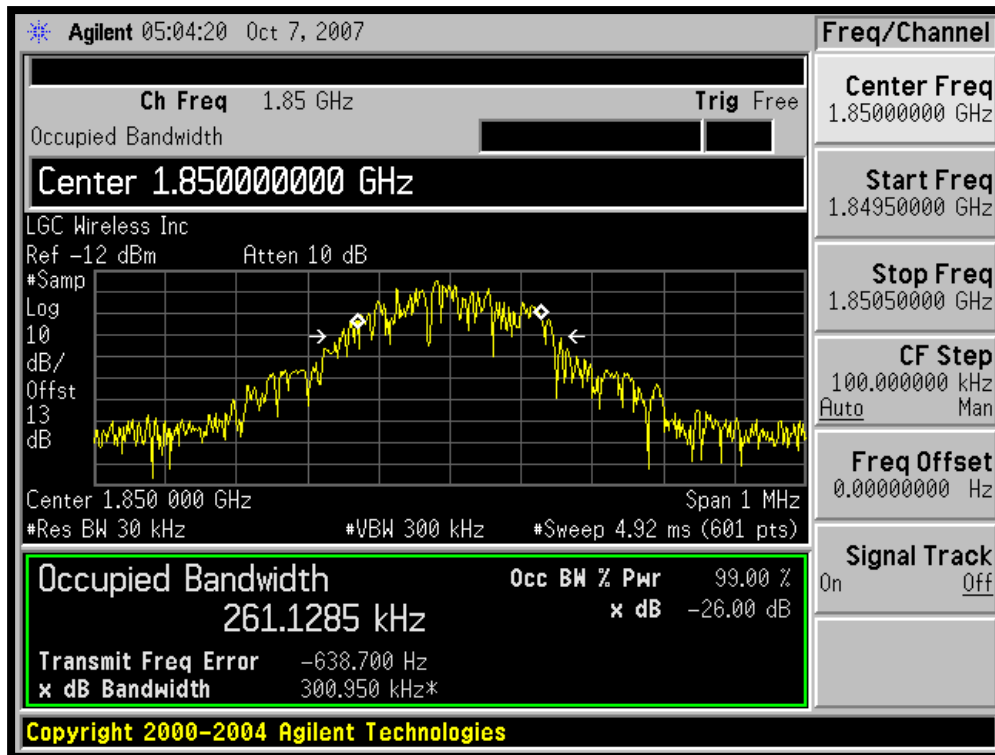 Agilent 05:04:20 Oct 7, 2007
Freq/Channel
Ch Freq 1.85 GHz Trig Free
Occupied Bandwidth
Center 1.850000000 GHz
LGC Wireless Inc
Ref -12 dBm Atten 10 dB
#Samp
Log
10
dB/
Offst
13
dB
Center 1.850 000 GHz Span 1 MHz
#Res BW 30 kHz #VBW 300 kHz #Sweep 4.92 ms (601 pts)
Occupied Bandwidth Occ BW % Pwr 99.00 %
261.1285 kHz x dB -26.00 dB
Transmit Freq Error -638.700 Hz
x dB Bandwidth 300.950 kHz*
Copyright 2000-2004 Agilent Technologies
Center Freq
1.85000000 GHz
Start Freq
1.84950000 GHz
Stop Freq
1.85050000 GHz
CF Step
100.000000 kHz
Auto Man
Freq Offset
0.00000000 Hz
Signal Track
On Off